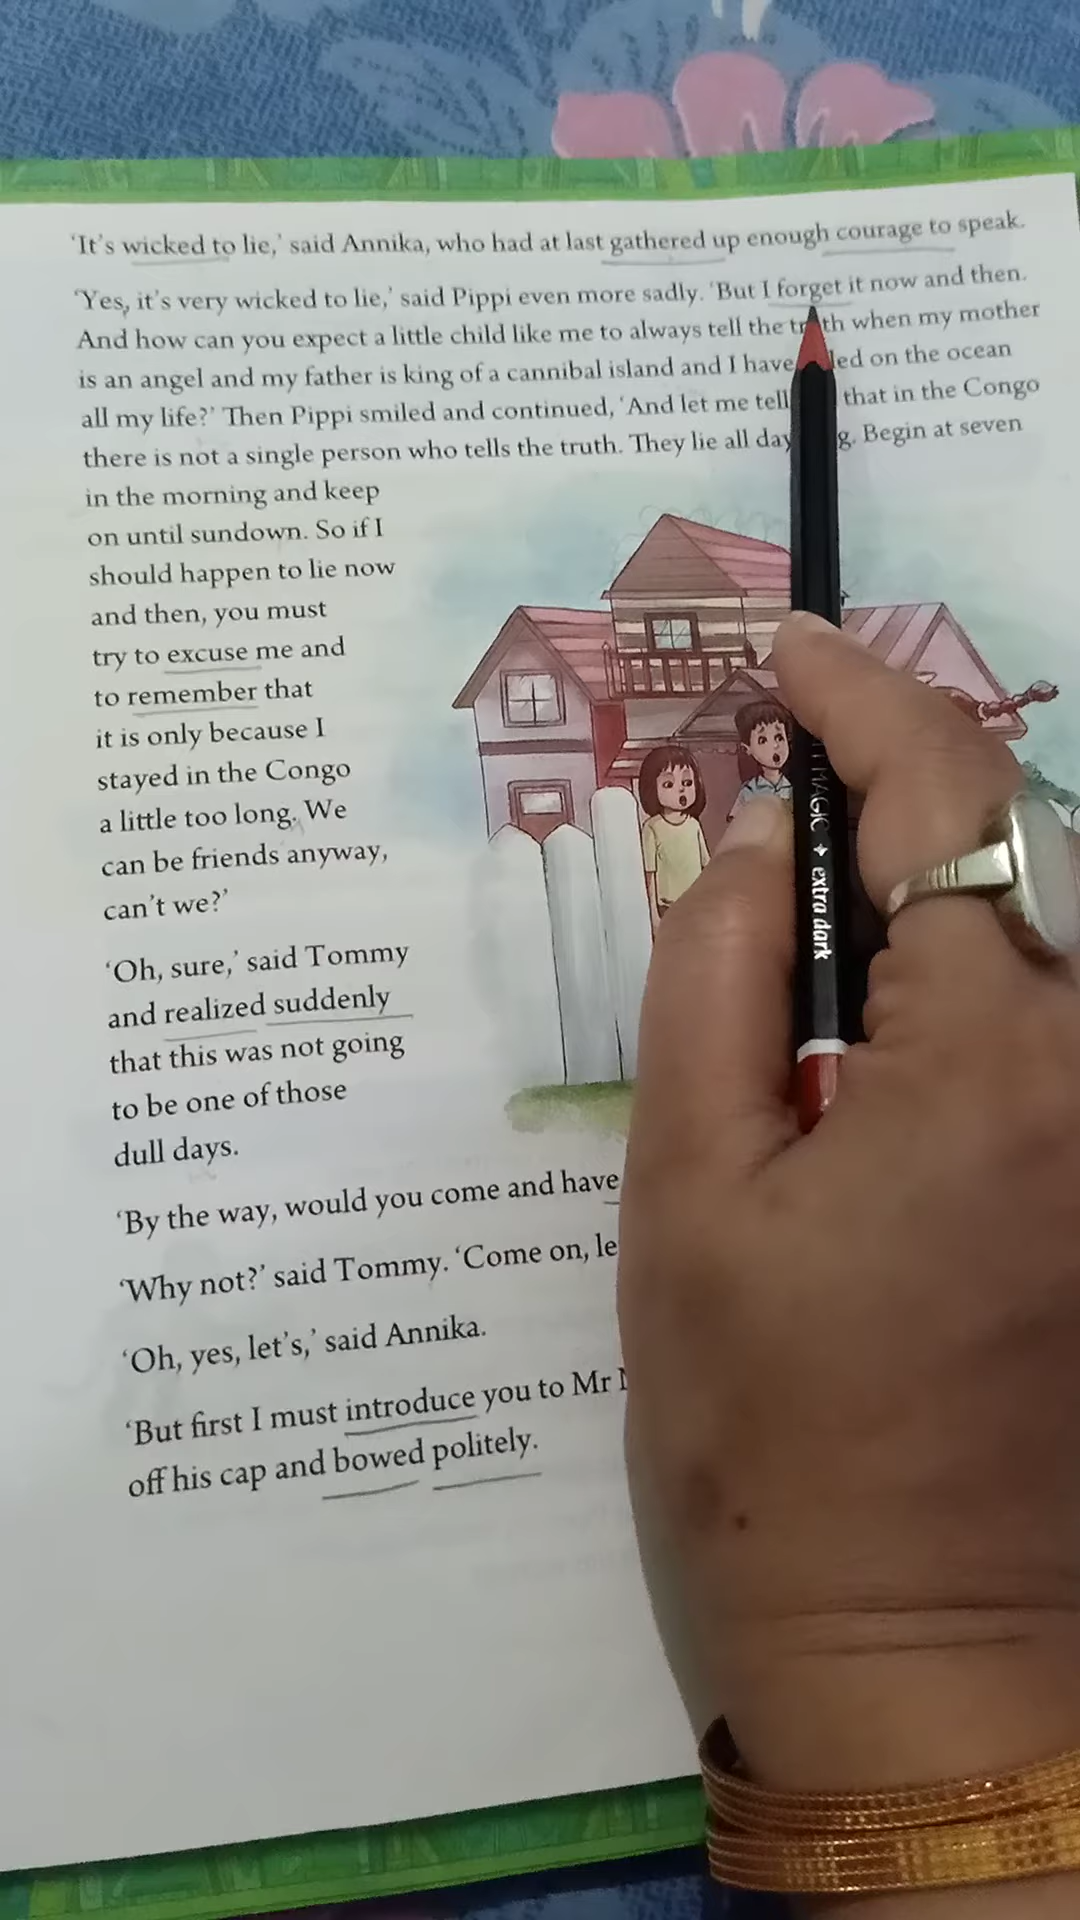 ‘It’s wicked to lie,’ said Annika, who had at last gathered up enough courage to speak.
‘Yes, it’s very wicked to lie,’ said Pippi even more sadly. ‘But I forget it now and then.
And how can you expect a little child like me to always tell the truth when my mother
is an angel and my father is king of a cannibal island and I have led on the ocean
all my life?’ Then Pippi smiled and continued, ‘And let me tell that in the Congo
there is not a single person who tells the truth. They lie all day g. Begin at seven
in the morning and keep
on until sundown. So if I
should happen to lie now
and then, you must
try to excuse me and
to remember that
it is only because I
stayed in the Congo
a little too long. We
can be friends anyway,
can’t we?’
‘Oh, sure,’ said Tommy
and realized suddenly
that this was not going
to be one of those
dull days.
‘By the way, would you come and have
‘Why not?’ said Tommy. ‘Come on, le
‘Oh, yes, let’s,’ said Annika.
‘But first I must introduce you to Mr
off his cap and bowed politely.
MAGIC + extra dark